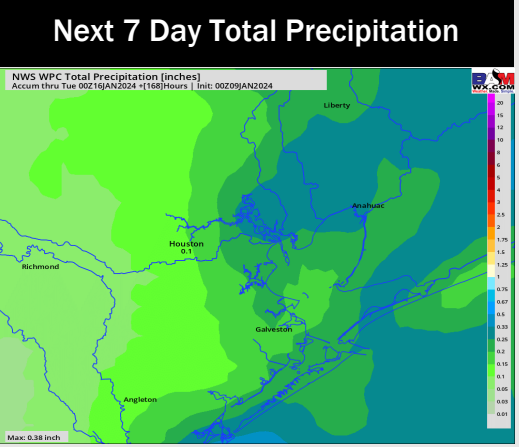 Next 7 Day Total Precipitation
NWS WPC Total Precipitation [inches]
Accum thru Tue 00Z16JAN2024 +[168]Hours | Init: 00Z09JAN2024
BAM
WX.COM
20
15
12
10
8
6
5
4
3
2.5
2
1.75
1.5
1.25
1
0.75
0.67
0.5
0.33
0.25
0.2
0.15
0.1
0.05
0.03
0.01
Liberty
Anahuac
Houston
0.1
Richmond
Galveston
Angleton
Max: 0.38 inch